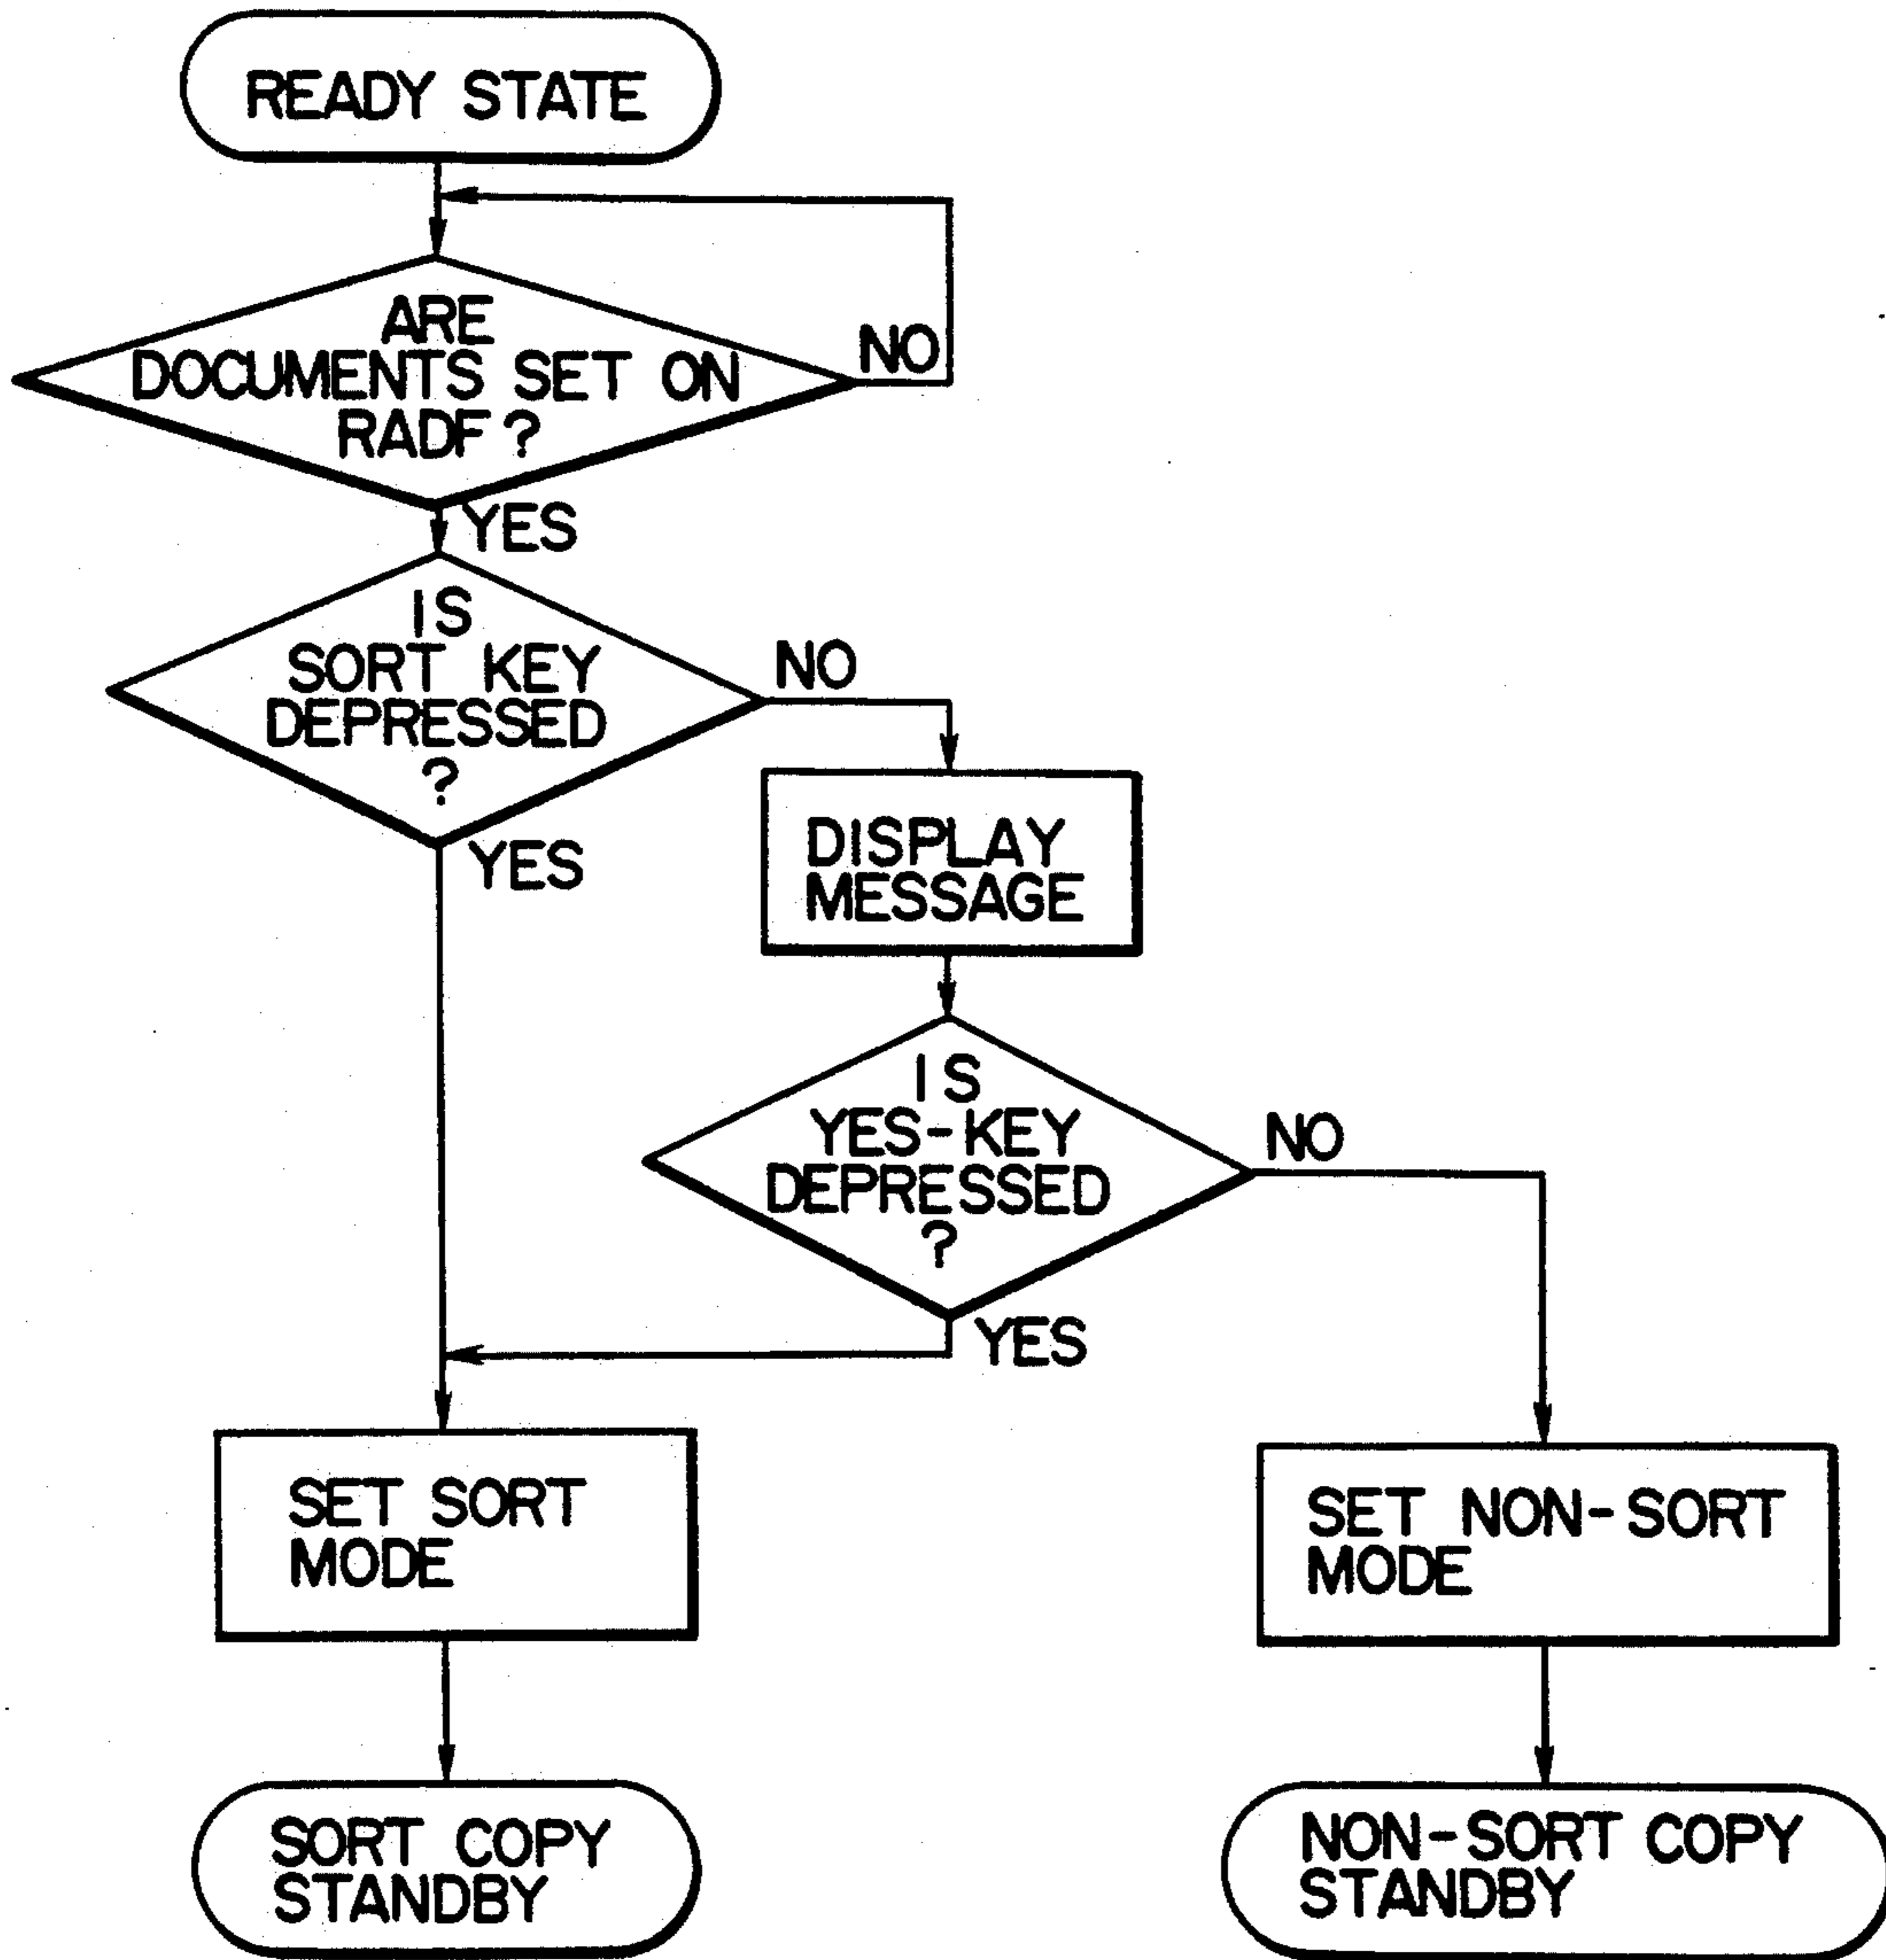 READY STATE
ARE
DOCUMENTS SET ON
RADF?
NO
YES
IS
SORT KEY
DEPRESSED
?
NO
YES
DISPLAY
MESSAGE
IS
YES-KEY
DEPRESSED
?
NO
YES
SET SORT
MODE
SET NON-SORT
MODE
SORT COPY
STANDBY
NON-SORT COPY
STANDBY